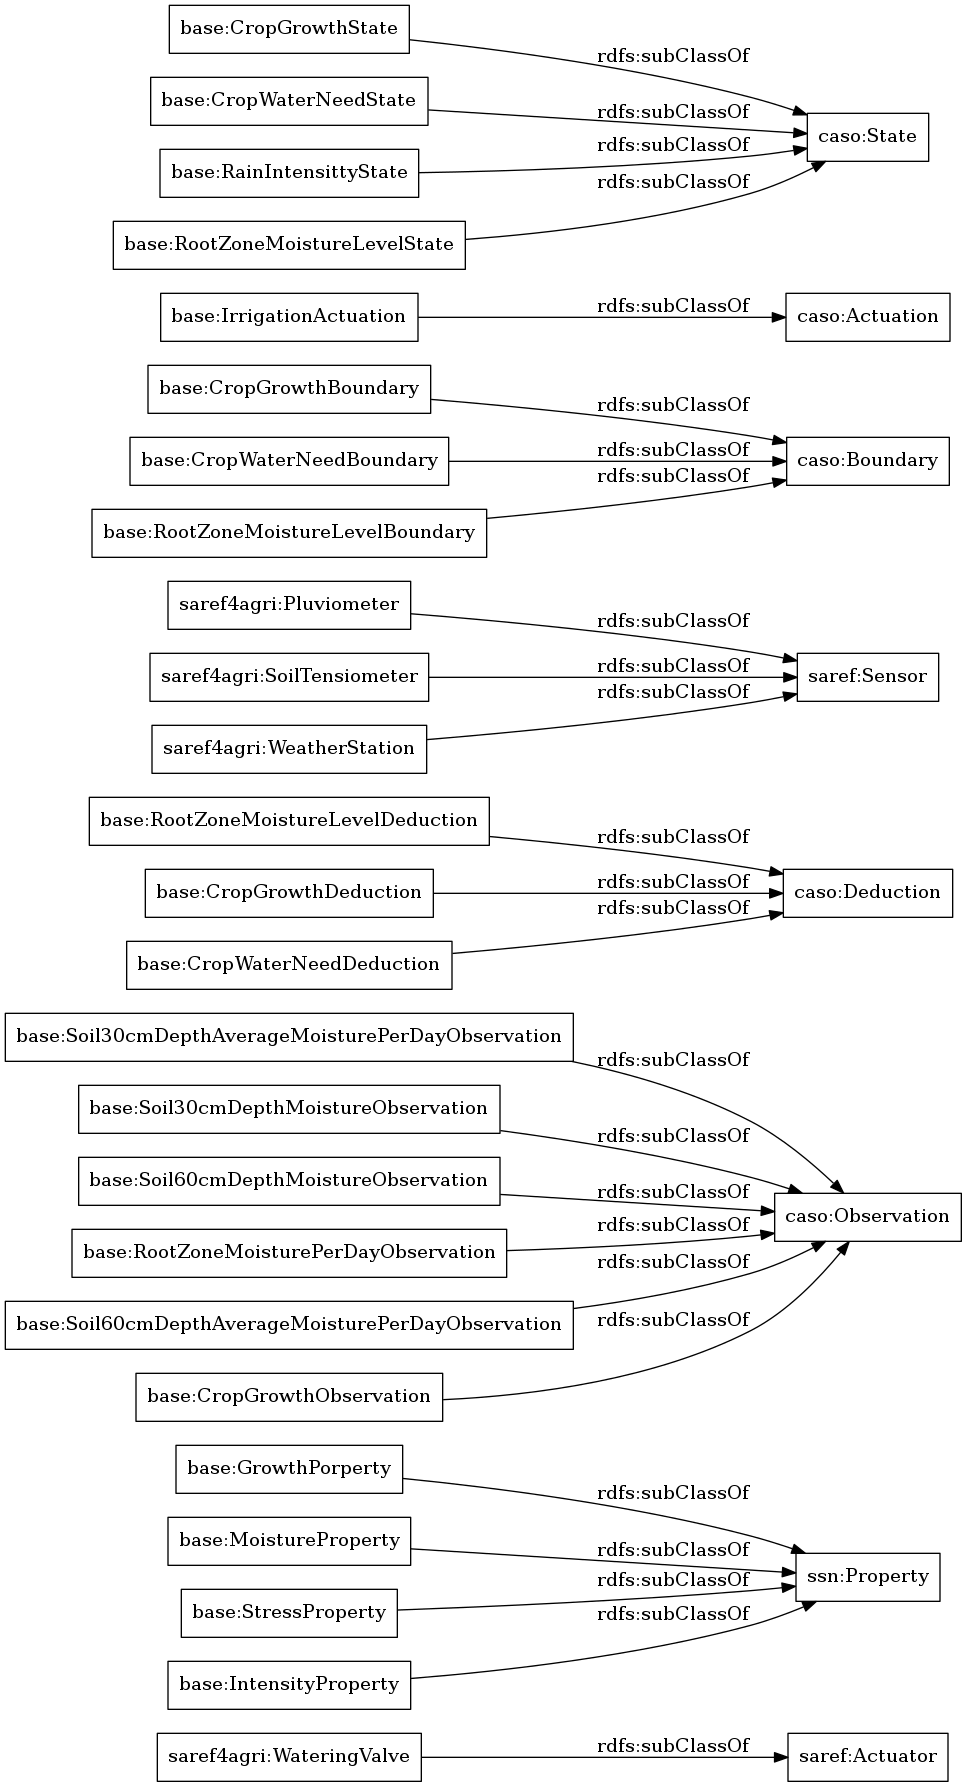 base:CropGrowthState
rdfs:subClassOf
base:CropWaterNeedState
rdfs:subClassOf
caso:State
rdfs:subClassOf
base:RainIntensittyState
rdfs:subClassOf
base:RootZoneMoistureLevelState
base:IrrigationActuation
rdfs:subClassOf
caso:Actuation
base:CropGrowthBoundary
rdfs:subClassOf
base:CropWaterNeedBoundary
rdfs:subClassOf
caso:Boundary
rdfs:subClassOf
base:RootZoneMoistureLevelBoundary
saref4agri:Pluviometer
rdfs:subClassOf
saref4agri:SoilTensiometer
rdfs:subClassOf
saref:Sensor
rdfs:subClassOf
saref4agri:WeatherStation
base:RootZoneMoistureLevelDeduction
rdfs:subClassOf
base:CropGrowthDeduction
rdfs:subClassOf
caso:Deduction
rdfs:subClassOf
base:CropWaterNeedDeduction
base:Soil30cmDepthAverageMoisturePerDayObservation
rdfs:subClassOf
base:Soil30cmDepthMoistureObservation
rdfs:subClassOf
base:Soil60cmDepthMoistureObservation
rdfs:subClassOf
caso:Observation
rdfs:subClassOf
base:RootZoneMoisturePerDayObservation
rdfs:subClassOf
base:Soil60cmDepthAverageMoisturePerDayObservation
rdfs:subClassOf
base:CropGrowthObservation
base:GrowthPorperty
rdfs:subClassOf
base:MoistureProperty
rdfs:subClassOf
ssn:Property
rdfs:subClassOf
base:StressProperty
rdfs:subClassOf
base:IntensityProperty
saref4agri:WateringValve
rdfs:subClassOf
saref:Actuator